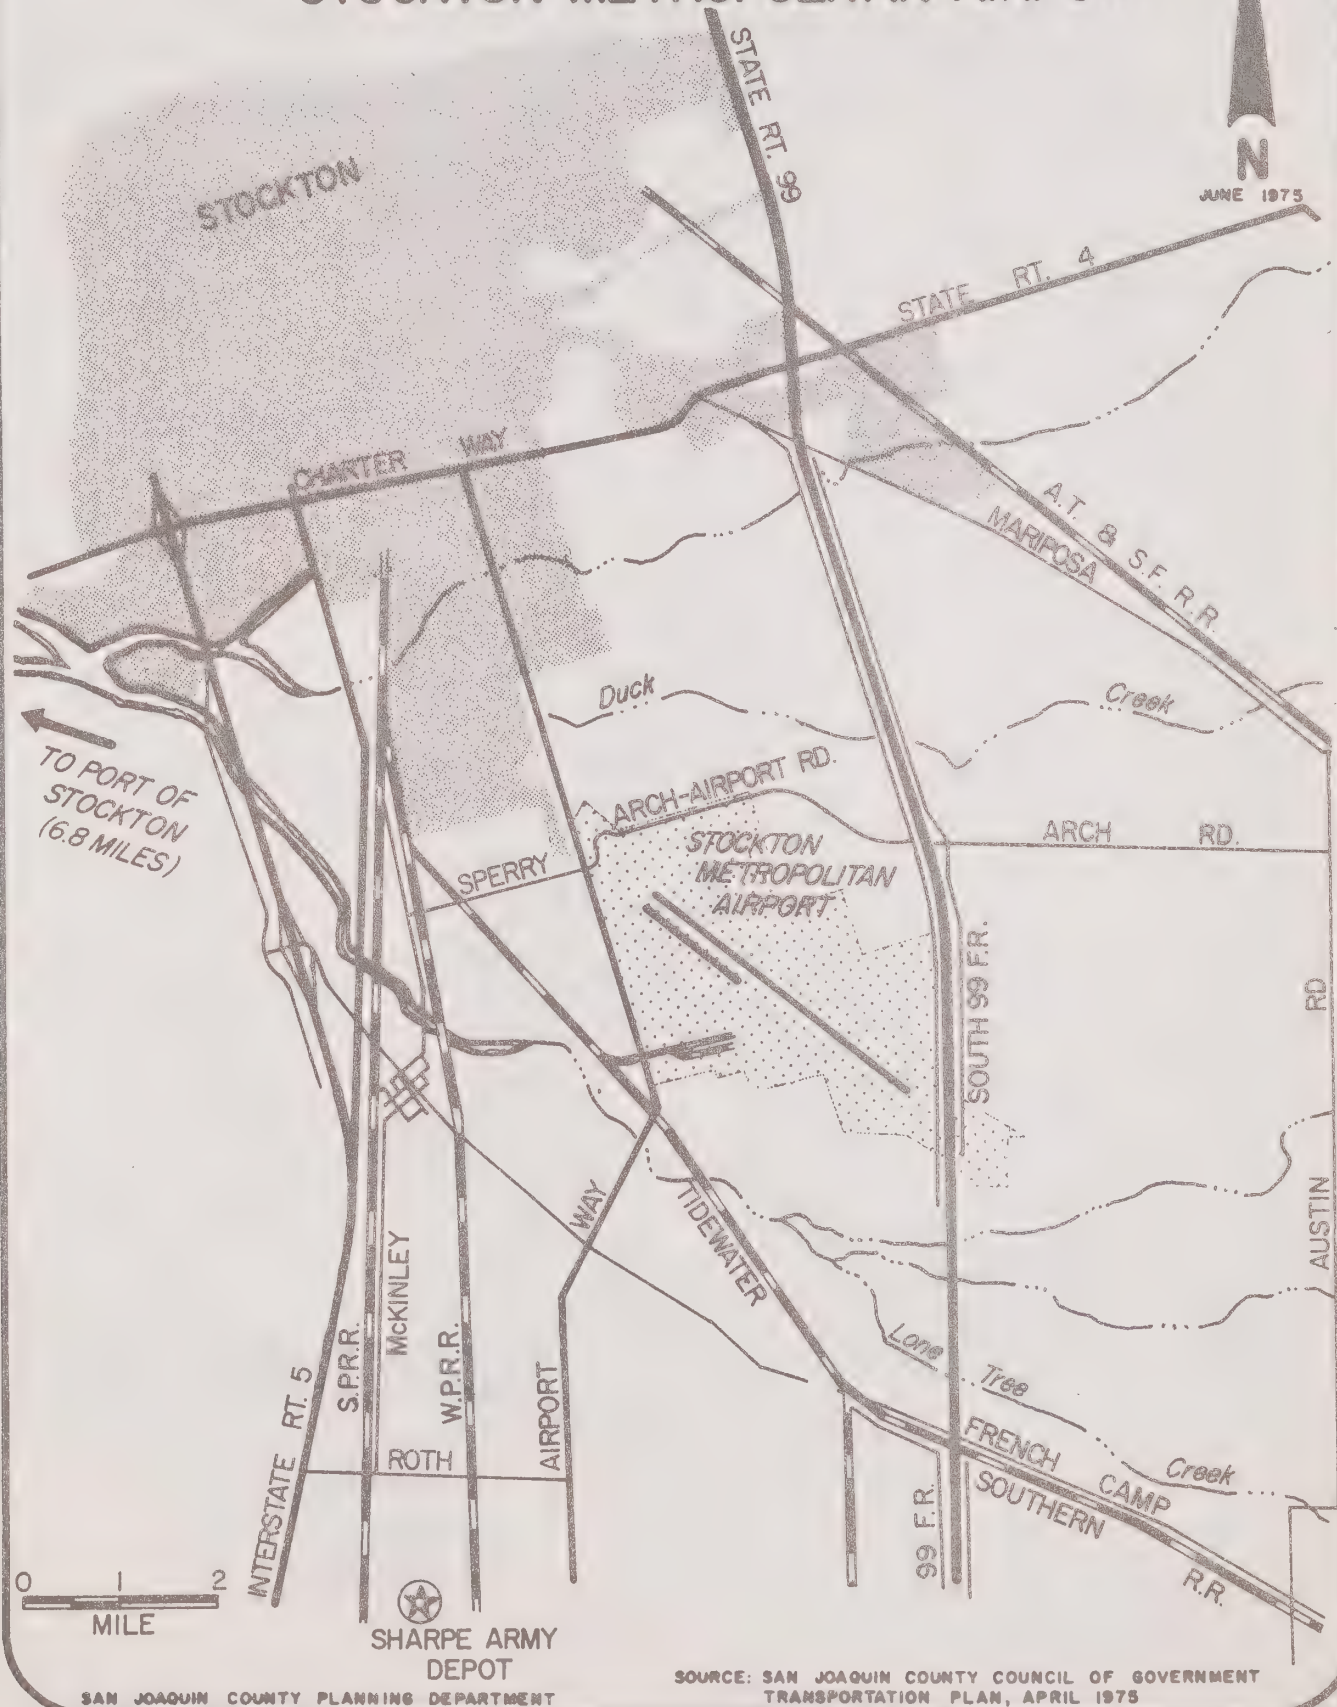 STOCKTON METROPOLITAN AIRPO
N
JUNE 1975
STATE RT. 99
STOCKTON
STATE RT. 4
CHARTER WAY
A.T. & S.F. R.R.
MARIPOSA
Duck Creek
TO PORT OF
STOCKTON
(6.8 MILES)
ARCH-AIRPORT RD.
ARCH RD.
STOCKTON
METROPOLITAN
AIRPORT
SPERRY
SOUTH 99 F.R.
AUSTIN RD
TIDEWATER
AIRPORT WAY
McKINLEY
S.P.R.R.
W.P.R.R.
INTERSTATE RT. 5
ROTH
Lone Tree Creek
FRENCH CAMP
SOUTHERN R.R.
99 F.R.
0 1 2
MILE
SHARPE ARMY
DEPOT
SAN JOAQUIN COUNTY PLANNING DEPARTMENT
SOURCE: SAN JOAQUIN COUNTY COUNCIL OF GOVERNMENT
TRANSPORTATION PLAN, APRIL 1975